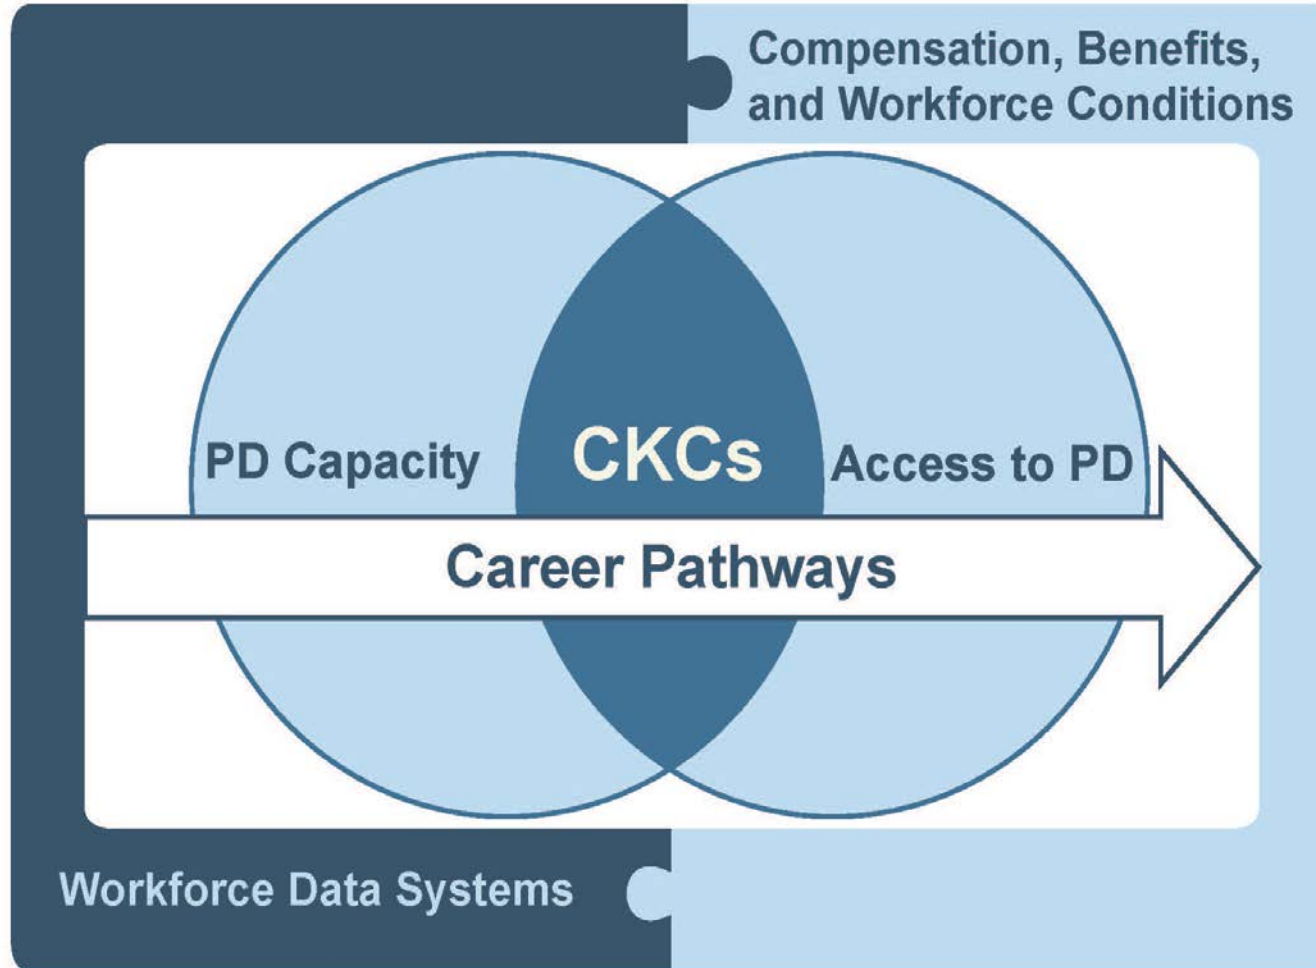 Compensation, Benefits,
and Workforce Conditions
PD Capacity
CKCs
Access to PD
Career Pathways
Workforce Data Systems